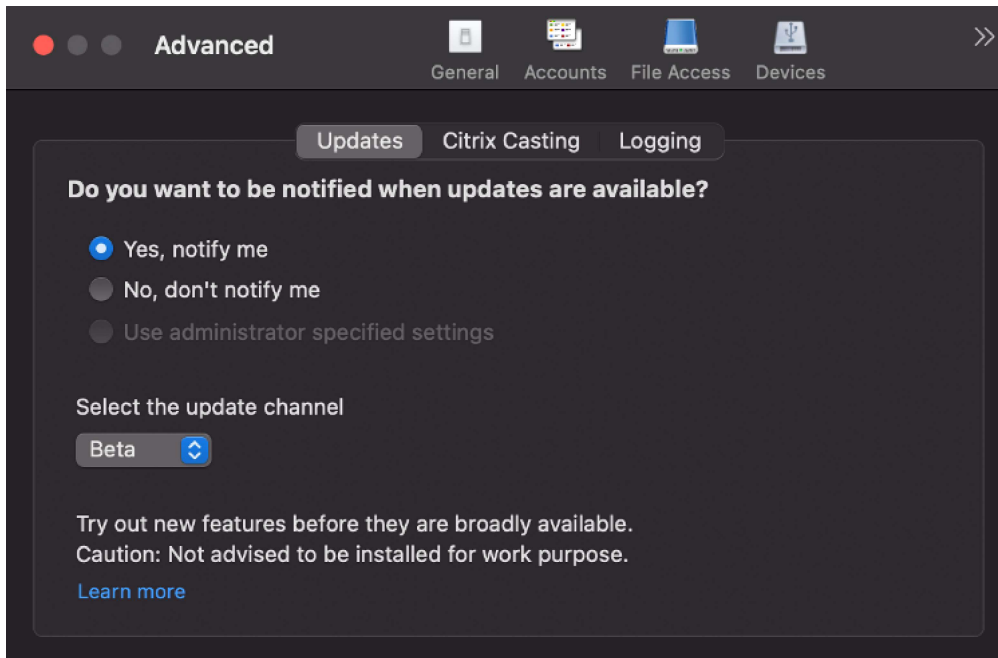 Advanced
General Accounts File Access Devices
Updates Citrix Casting Logging
Do you want to be notified when updates are available?
Yes, notify me
No, don't notify me
Use administrator specified settings
Select the update channel
Beta
Try out new features before they are broadly available.
Caution: Not advised to be installed for work purpose.
Learn more